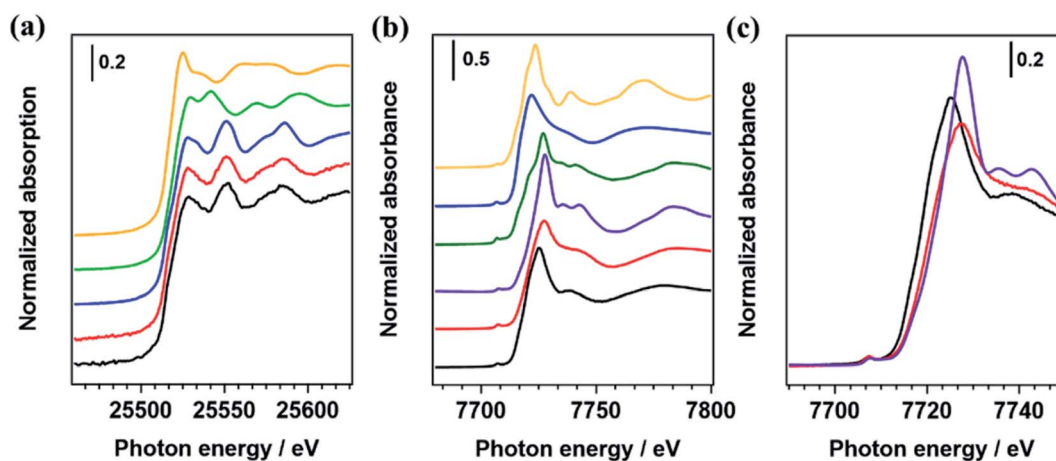 (a)
0.2
Normalized absorption
25500 25550 25600
Photon energy / eV
(b)
0.5
Normalized absorbance
7700 7750 7800
Photon energy / eV
(c)
0.2
Normalized absorbance
7700 7720 7740
Photon energy / eV